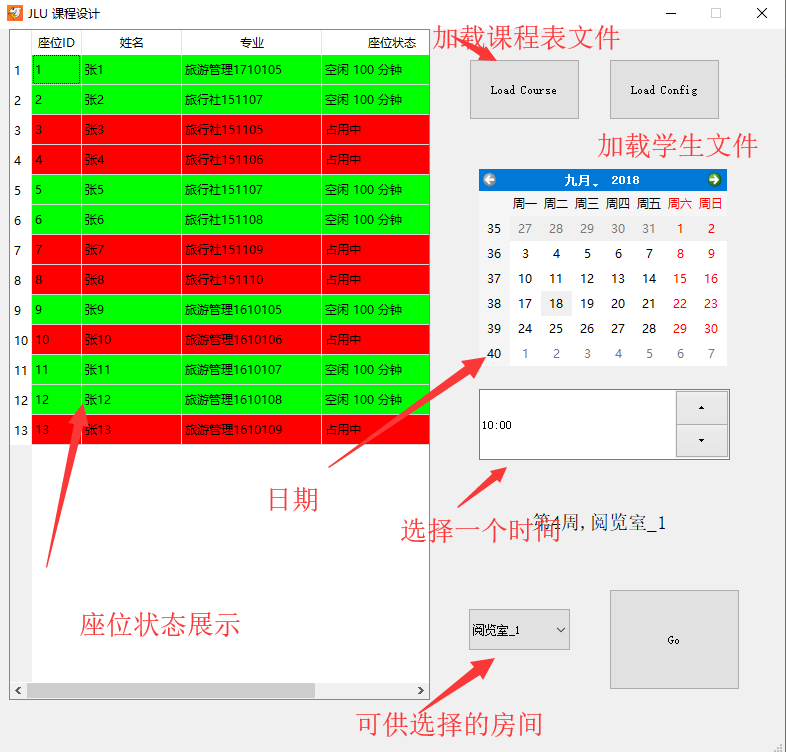 JLU 课程设计
座位ID 姓名 专业 座位状态
1 1 张1 旅游管理1710105 空闲 100 分钟
2 2 张2 旅行社151107 空闲 100 分钟
3 3 张3 旅行社151105 占用中
4 4 张4 旅行社151106 占用中
5 5 张5 旅行社151107 空闲 100 分钟
6 6 张6 旅行社151108 空闲 100 分钟
7 7 张7 旅行社151109 占用中
8 8 张8 旅行社151110 占用中
9 9 张9 旅游管理1610105 空闲 100 分钟
10 10 张10 旅游管理1610106 占用中
11 11 张11 旅游管理1610107 空闲 100 分钟
12 12 张12 旅游管理1610108 空闲 100 分钟
13 13 张13 旅游管理1610109 占用中
座位状态展示
加载课程表文件
Load Course Load Config
加载学生文件
九月, 2018
周一 周二 周三 周四 周五 周六 周日
35 27 28 29 30 31 1 2
36 3 4 5 6 7 8 9
37 10 11 12 13 14 15 16
38 17 18 19 20 21 22 23
39 24 25 26 27 28 29 30
40 1 2 3 4 5 6 7
日期
10:00
选择一个时间
第4周,阅览室_1
阅览室_1
Go
可供选择的房间